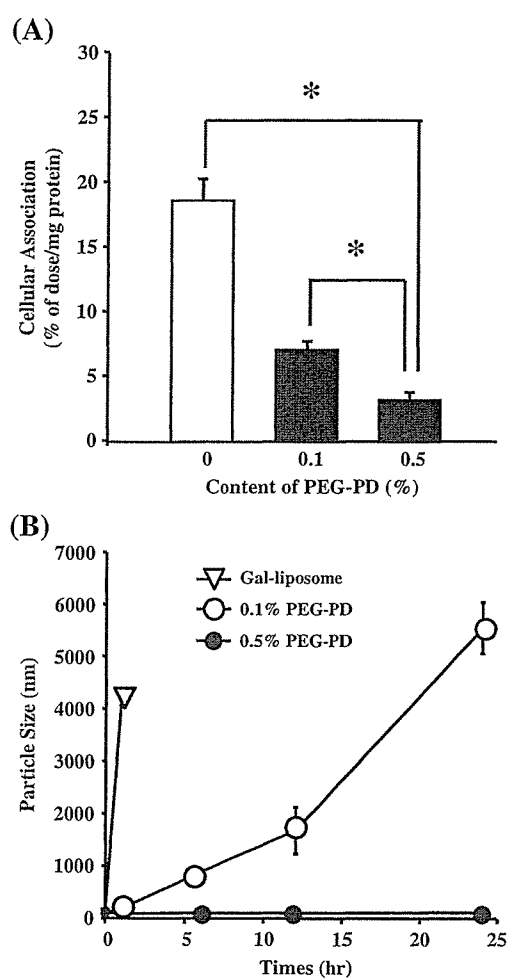 (A)
30
25
20
15
10
5
0
Cellular Association
(% of dose/mg protein)
*
*
0 0.1 0.5
Content of PEG-PD (%)
(B)
7000
6000
5000
4000
3000
2000
1000
0
Particle Size (nm)
Gal-liposome
0.1% PEG-PD
0.5% PEG-PD
0 5 10 15 20 25
Times (hr)